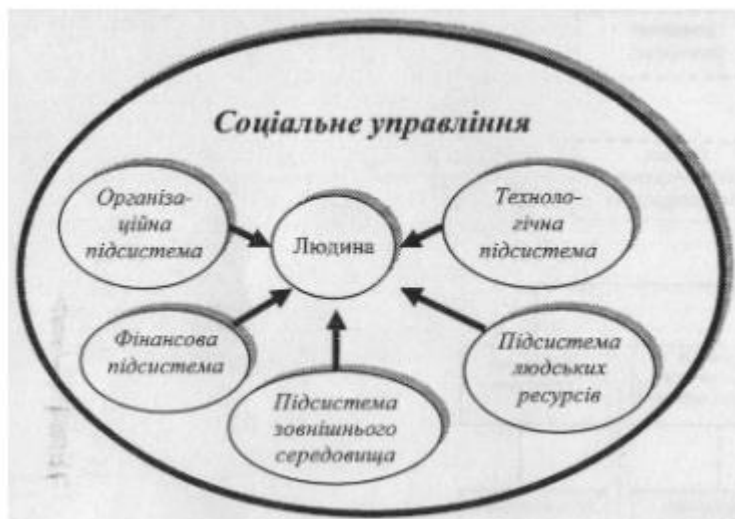 Соціальне управління
Організа-
ційна
підсистема
Людина
Техноло-
гічна
підсистема
Фінансова
підсистема
Підсистема
зовнішнього
середовища
Підсистема
людських
ресурсів